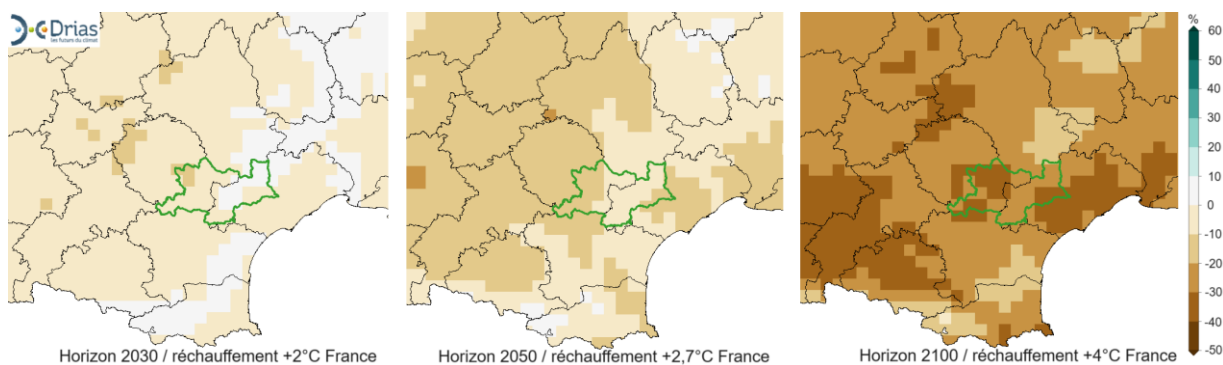 Drias
les futurs du climat
%
60
50
40
30
20
10
0
-10
-20
-30
-40
-50
Horizon 2030 / réchauffement +2°C France
Horizon 2050 / réchauffement +2,7°C France
Horizon 2100 / réchauffement +4°C France